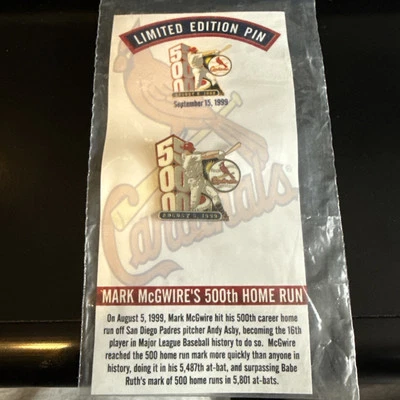 LIMITED EDITION PIN
500
Cardinals
AUGUST 5, 1999
September 15, 1999
500
AUGUST 5, 1999
Cardinals
MARK McGWIRE'S 500th HOME RUN
On August 5, 1999, Mark McGwire hit his 500th career home
run off San Diego Padres pitcher Andy Asby, becoming the 16th
player in Major League Baseball history to do so. McGwire
reached the 500 home run mark more quickly than anyone in
history, doing it in his 5,487th at-bat, and surpassing Babe
Ruth's mark of 500 home runs in 5,801 at-bats.